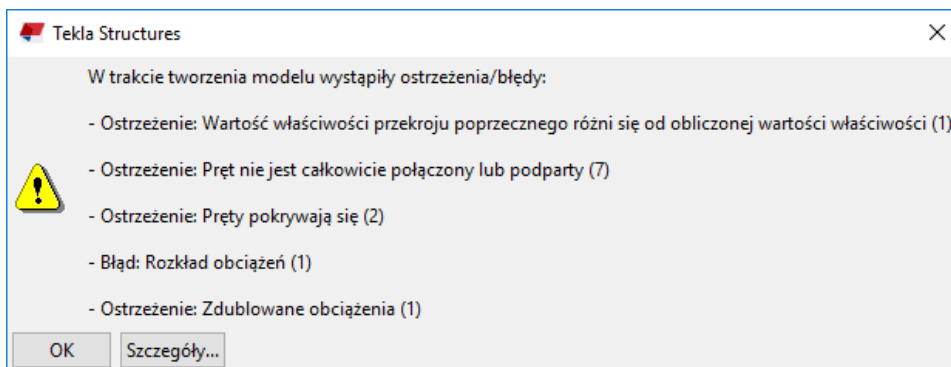 Tekla Structures
W trakcie tworzenia modelu wystąpiły ostrzeżenia/błędy:
- Ostrzeżenie: Wartość właściwości przekroju poprzecznego różni się od obliczonej wartości właściwości (1)
- Ostrzeżenie: Pręt nie jest całkowicie połączony lub podparty (7)
- Ostrzeżenie: Pręty pokrywają się (2)
- Błąd: Rozkład obciążeń (1)
- Ostrzeżenie: Zdublowane obciążenia (1)
OK Szczegóły...